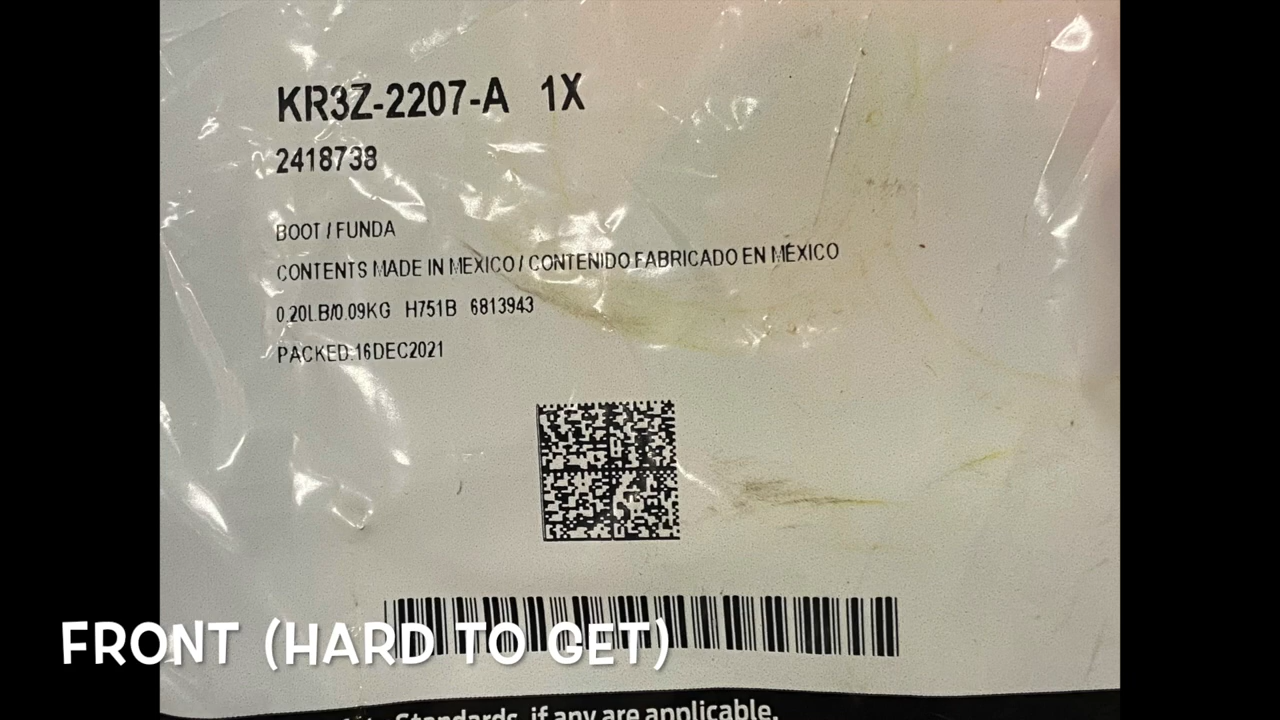 KR3Z-2207-A 1X
2418738
BOOT / FUNDA
CONTENTS MADE IN MEXICO / CONTENIDO FABRICADO EN MÉXICO
0.20LB/0.09KG H751B 6813943
PACKED:16DEC2021
FRONT (HARD TO GET)
Standards, if any are applicable.